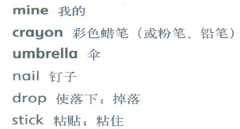 mine 我的
crayon 彩色蜡笔（或粉笔、铅笔）
umbrella 伞
nail 钉子
drop 使落下；掉落
stick 粘贴；粘住